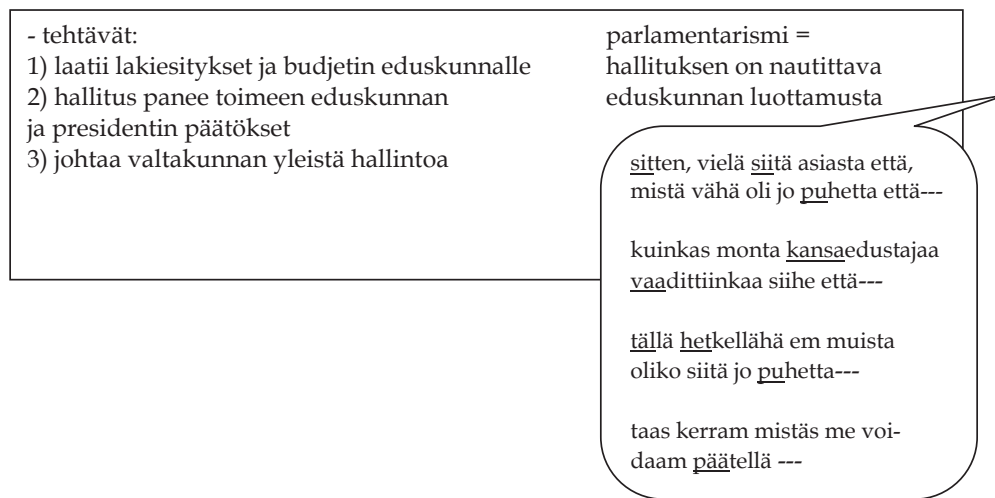 - tehtävät:
1) laatii lakiesitykset ja budjetin eduskunnalle
2) hallitus panee toimeen eduskunnan
ja presidentin päätökset
3) johtaa valtakunnan yleistä hallintoa
parlamentarismi =
hallituksen on nautittava
eduskunnan luottamusta
sitten, vielä siitä asiasta että,
mistä vähä oli jo puhetta että---
kuinkas monta kansaedustajaa
vaadittiinkaa siihe että---
tällä hetkellähä em muista
oliko siitä jo puhetta---
taas kerram mistäs me voi-
daam päätellä ---